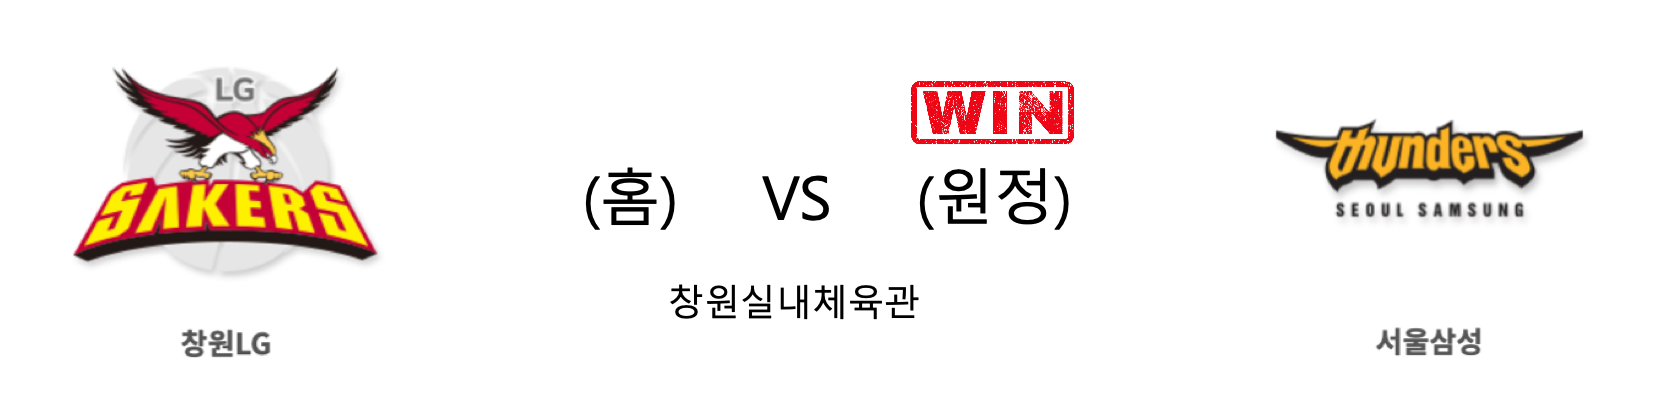 LG
SAKERS
창원LG
WIN
(홈) VS (원정)
창원실내체육관
thunders
SEOUL SAMSUNG
서울삼성